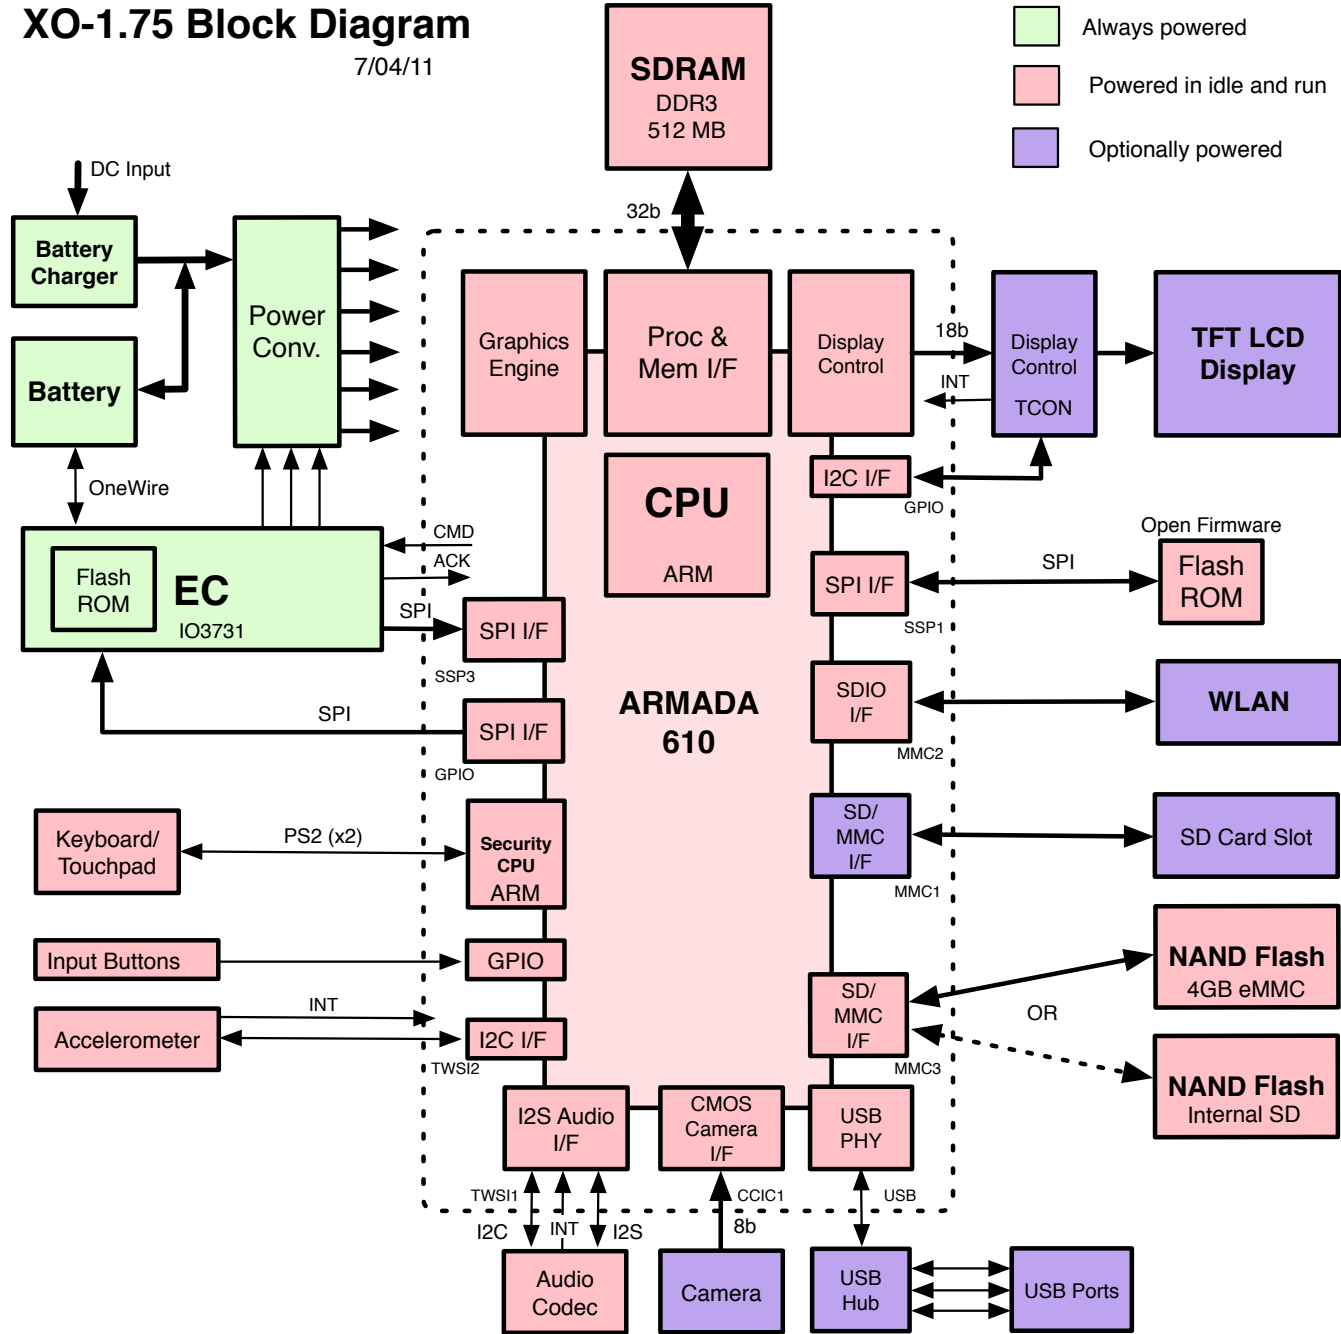 XO-1.75 Block Diagram
7/04/11
Always powered
Powered in idle and run
Optionally powered
SDRAM
DDR3
512 MB
32b
DC Input
Battery
Charger
Battery
Power
Conv.
OneWire
Graphics
Engine
Proc &
Mem I/F
Display
Control
18b
INT
Display
Control
TCON
TFT LCD
Display
I2C I/F
GPIO
CPU
ARM
Flash
ROM
EC
IO3731
CMD
ACK
SPI
SPI I/F
SSP3
SPI
SPI I/F
GPIO
SPI I/F
SSP1
SPI
Open Firmware
Flash
ROM
ARMADA
610
SDIO
I/F
MMC2
WLAN
Keyboard/
Touchpad
PS2 (x2)
Security
CPU
ARM
SD/
MMC
I/F
MMC1
SD Card Slot
Input Buttons
GPIO
Accelerometer
INT
I2C I/F
TWSI2
SD/
MMC
I/F
MMC3
OR
NAND Flash
4GB eMMC
NAND Flash
Internal SD
I2S Audio
I/F
CMOS
Camera
I/F
USB
PHY
TWSI1
I2C
INT
I2S
CCIC1
8b
USB
Audio
Codec
Camera
USB
Hub
USB Ports